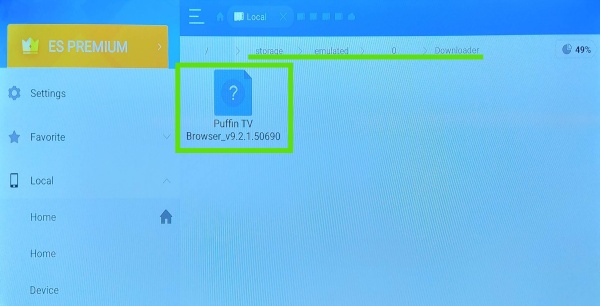 ES PREMIUM
Local
/ storage emulated 0 Downloader
49%
Settings
Favorite
Local
Home
Home
Device
?
Puffin TV
Browser_v9.2.1.50690